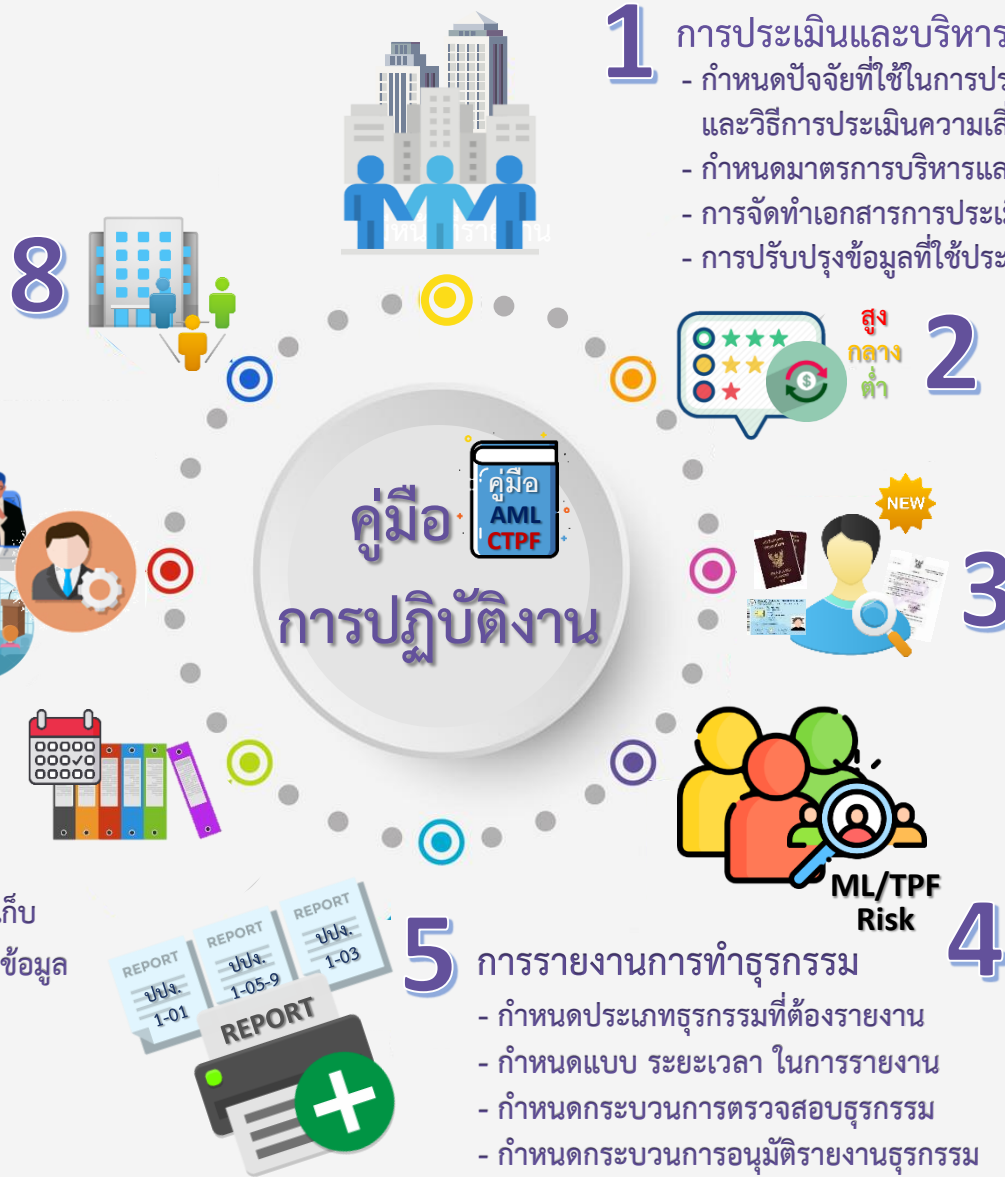 1
การประเมินและบริหาร
- กำหนดปัจจัยที่ใช้ในการประ
และวิธีการประเมินความเสี่
- กำหนดมาตรการบริหารแล
- การจัดทำเอกสารการประเ
- การปรับปรุงข้อมูลที่ใช้ประ
8
สูง
กลาง
ต่ำ
2
คู่มือ
คู่มือ
AML
CTPF
การปฏิบัติงาน
NEW
3
ML/TPF
Risk
4
ก็บ
ข้อมูล
REPORT
ปปง.
1-01
REPORT
ปปง.
1-05-9
REPORT
ปปง.
1-03
REPORT
5
การรายงานการทำธุรกรรม
- กำหนดประเภทธุรกรรมที่ต้องรายงาน
- กำหนดแบบ ระยะเวลา ในการรายงาน
- กำหนดกระบวนการตรวจสอบธุรกรรม
- กำหนดกระบวนการอนุมัติรายงานธุรกรรม